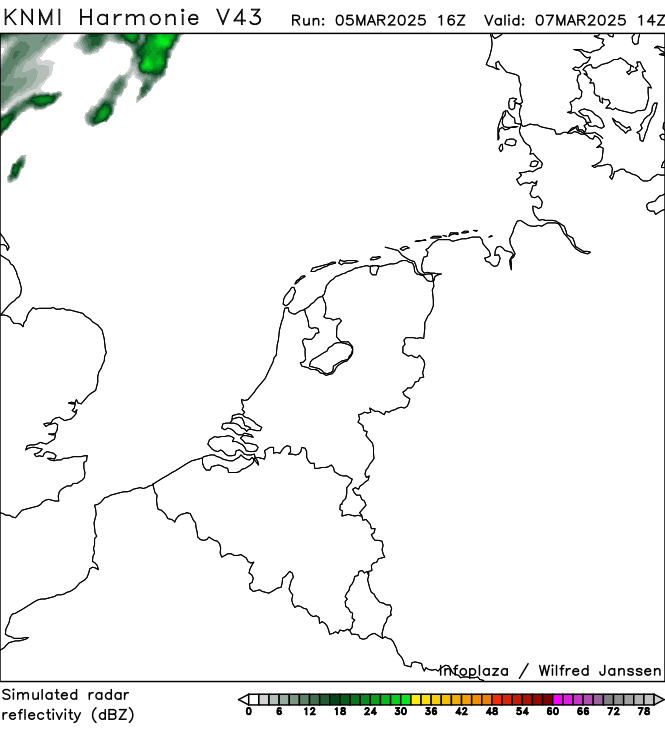 KNMI Harmonie V43 Run: 05MAR2025 16Z Valid: 07MAR2025 14Z
infoplaza / Wilfred Janssen
Simulated radar
reflectivity (dBZ)
0 6 12 18 24 30 36 42 48 54 60 66 72 78